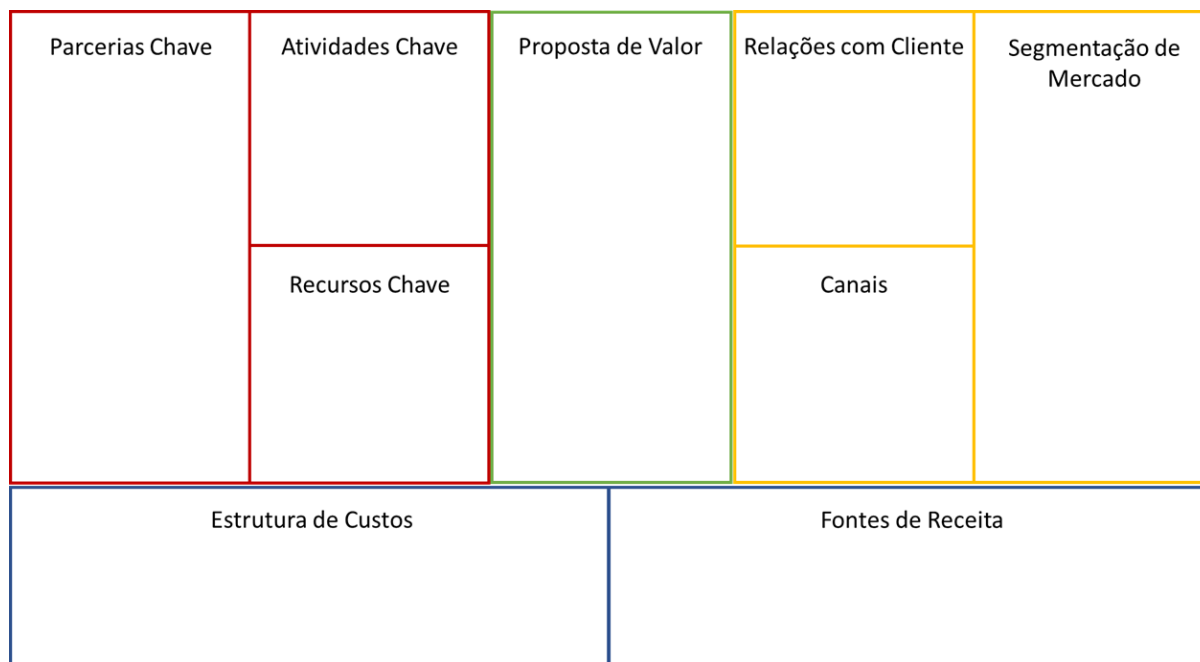 Parcerias Chave
Atividades Chave
Proposta de Valor
Relações com Cliente
Segmentação de
Mercado
Recursos Chave
Canais
Estrutura de Custos
Fontes de Receita